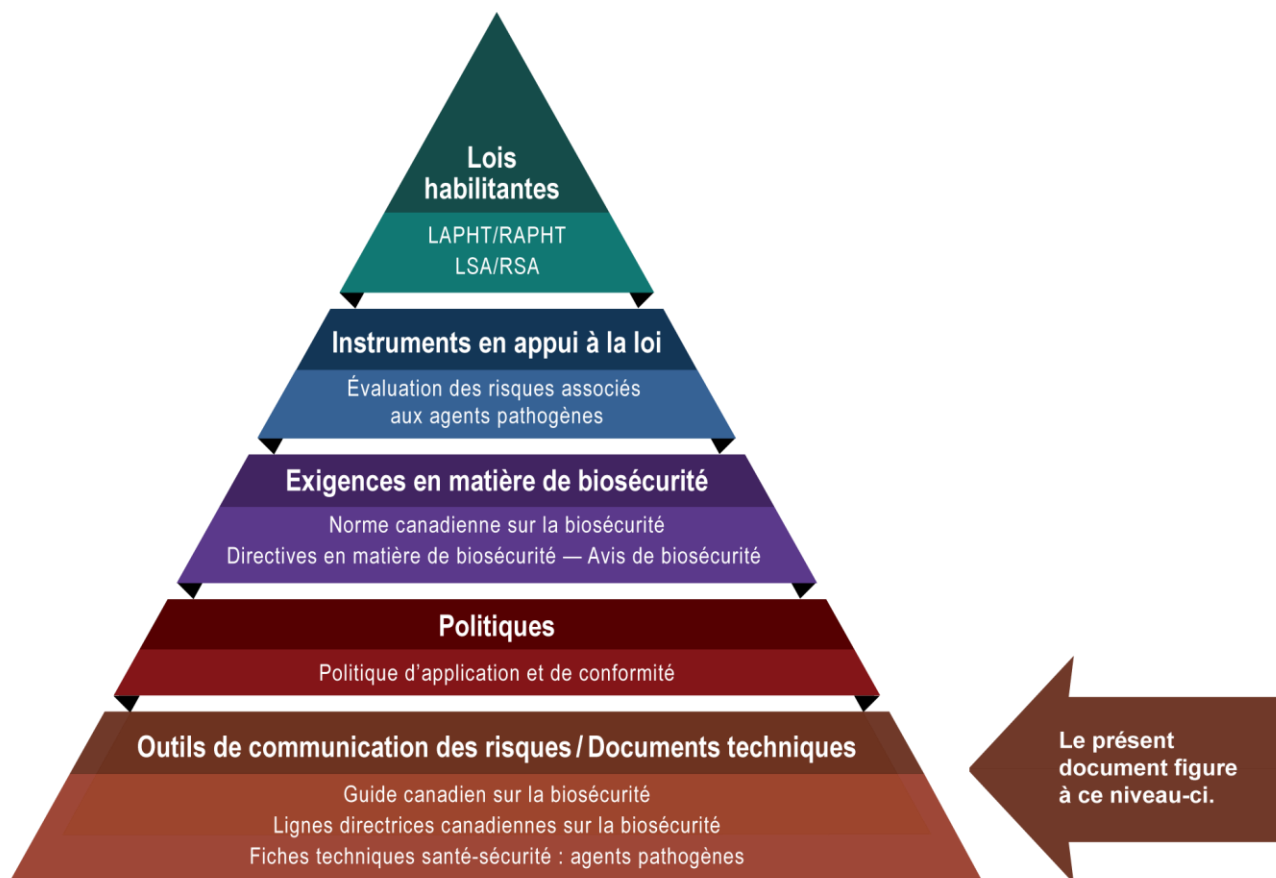 Lois
habilitantes
LAPHT/RAPHT
LSA/RSA
Instruments en appui à la loi
Évaluation des risques associés
aux agents pathogènes
Exigences en matière de biosécurité
Norme canadienne sur la biosécurité
Directives en matière de biosécurité — Avis de biosécurité
Politiques
Politique d’application et de conformité
Outils de communication des risques / Documents techniques
Guide canadien sur la biosécurité
Lignes directrices canadiennes sur la biosécurité
Fiches techniques santé-sécurité : agents pathogènes
Le présent
document figure
à ce niveau-ci.